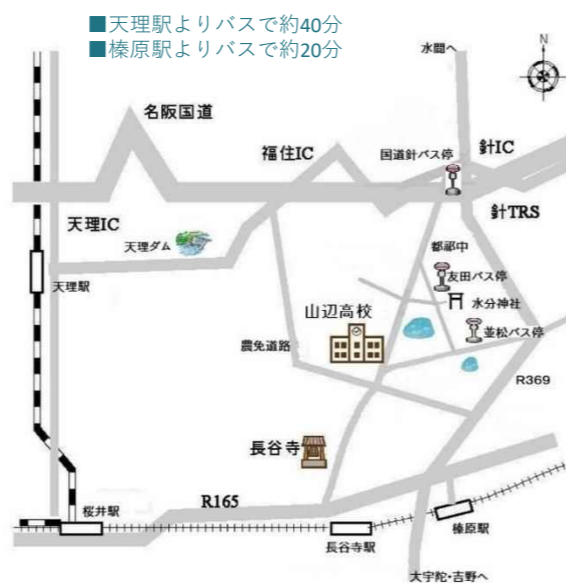 ■天理駅よりバスで約40分
■榛原駅よりバスで約20分
水間へ
N
名阪国道
福住IC
国道針バス停
針IC
天理IC
針TRS
天理ダム
都祁中
天理駅
友田バス停
水分神社
山辺高校
並松バス停
農免道路
R369
長谷寺
R165
桜井駅
長谷寺駅
榛原駅
大宇陀・吉野へ